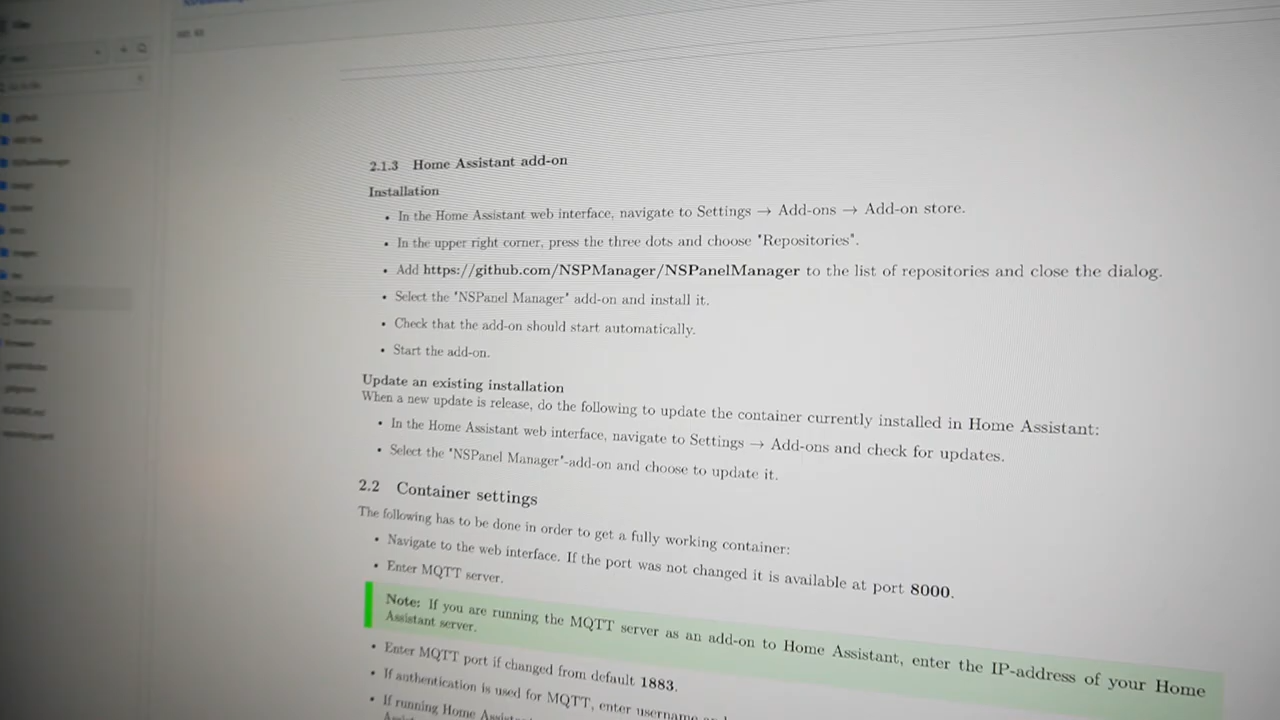 2.1.3 Home Assistant add-on
Installation
• In the Home Assistant web interface, navigate to Settings → Add-ons → Add-on store.
• In the upper right corner, press the three dots and choose "Repositories".
• Add https://github.com/NSPManager/NSPanelManager to the list of repositories and close the dialog.
• Select the "NSPanel Manager" add-on and install it.
• Check that the add-on should start automatically.
• Start the add-on.
Update an existing installation
When a new update is release, do the following to update the container currently installed in Home Assistant:
• In the Home Assistant web interface, navigate to Settings → Add-ons and check for updates.
• Select the "NSPanel Manager"-add-on and choose to update it.
2.2 Container settings
The following has to be done in order to get a fully working container:
• Navigate to the web interface. If the port was not changed it is available at port 8000.
• Enter MQTT server.
Note: If you are running the MQTT server as an add-on to Home Assistant, enter the IP-address of your Home
Assistant server.
• Enter MQTT port if changed from default 1883.
• If authentication is used for MQTT, enter username
• If running Home